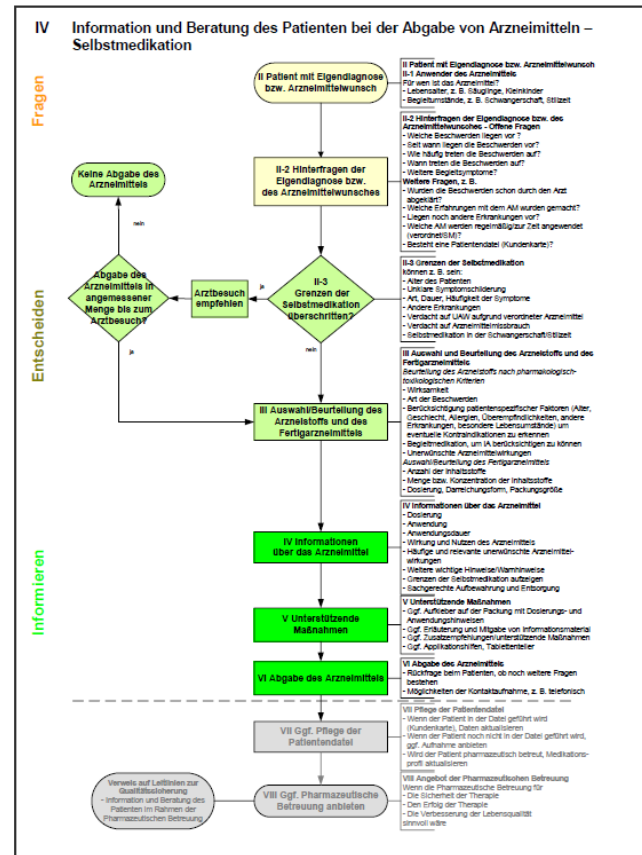 IV Information und Beratung des Patienten bei der Abgabe von Arzneimitteln –
Selbstmedikation
Fragen
II Patient mit Eigendiagnose
bzw. Arzneimittelwunsch
II Patient mit Eigendiagnose bzw. Arzneimittelwunsch
II-1 Anwender des Arzneimittels
Für wen ist das Arzneimittel?
- Lebensalter, z. B. Säuglinge, Kleinkinder
- Begleitumstände, z. B. Schwangerschaft, Stillzeit
II-2 Hinterfragen der
Eigendiagnose bzw.
des Arzneimittelwunsches
II-2 Hinterfragen der Eigendiagnose bzw. des
Arzneimittelwunsches - Offene Fragen
- Welche Beschwerden liegen vor ?
- Seit wann liegen die Beschwerden vor?
- Wie häufig treten die Beschwerden auf?
- Wann treten die Beschwerden auf?
- Weitere Begleitsymptome?
Weitere Fragen, z. B.
- Wurden die Beschwerden schon durch den Arzt
abgeklärt?
- Welche Erfahrungen mit dem AM wurden gemacht?
- Liegen noch andere Erkrankungen vor?
- Welche AM werden regelmäßig/zur Zeit angewendet
(verordnet/SM)?
- Besteht eine Patientendatei (Kundenkarte)?
Entscheiden
Keine Abgabe des
Arzneimittels
nein
Abgabe des
Arzneimittels in
angemessener
Menge bis zum
Arztbesuch?
ja
Arztbesuch
empfehlen
ja
II-3
Grenzen der
Selbstmedikation
überschritten?
nein
II-3 Grenzen der Selbstmedikation
können z. B. sein:
- Alter des Patienten
- Unklare Symptomschilderung
- Art, Dauer, Häufigkeit der Symptome
- Andere Erkrankungen
- Verdacht auf UAW aufgrund verordneter Arzneimittel
- Verdacht auf Arzneimittelmissbrauch
- Selbstmedikation in der Schwangerschaft/Stillzeit
III Auswahl/Beurteilung des
Arzneistoffs und des
Fertigarzneimittels
III Auswahl und Beurteilung des Arzneistoffs und des
Fertigarzneimittels
Beurteilung des Arzneistoffs nach pharmakologisch-
toxikologischen Kriterien
- Wirksamkeit
- Art der Beschwerden
- Berücksichtigung patientenspezifischer Faktoren (Alter,
Geschlecht, Allergien, Überempfindlichkeiten, andere
Erkrankungen, besondere Lebensumstände) um
eventuelle Kontraindikationen zu erkennen
- Begleitmedikation, um IA berücksichtigen zu können
- Unerwünschte Arzneimittelwirkungen
Auswahl/Beurteilung des Fertigarzneimittels
- Anzahl der Inhaltsstoffe
- Menge bzw. Konzentration der Inhaltsstoffe
- Dosierung, Darreichungsform, Packungsgröße
Informieren
IV Informationen
über das Arzneimittel
IV Informationen über das Arzneimittel
- Dosierung
- Anwendung
- Anwendungsdauer
- Wirkung und Nutzen des Arzneimittels
- Häufige und relevante unerwünschte Arzneimittel-
wirkungen
- Weitere wichtige Hinweise/Warnhinweise
- Grenzen der Selbstmedikation aufzeigen
- Sachgerechte Aufbewahrung und Entsorgung
V Unterstützende
Maßnahmen
V Unterstützende Maßnahmen
- Ggf. Aufkleber auf der Packung mit Dosierungs- und
Anwendungshinweisen
- Ggf. Erläuterung und Mitgabe von Informationsmaterial
- Ggf. Zusatzempfehlungen/unterstützende Maßnahmen
- Ggf. Applikationshilfen, Tablettenteiler
VI Abgabe des Arzneimittels
VI Abgabe des Arzneimittels
- Rückfrage beim Patienten, ob noch weitere Fragen
bestehen
- Möglichkeiten der Kontaktaufnahme, z. B. telefonisch
VII Ggf. Pflege der
Patientendatei
VII Pflege der Patientendatei
- Wenn der Patient in der Datei geführt wird
(Kundenkarte), Daten aktualisieren
- Wenn der Patient noch nicht in der Datei geführt wird,
ggf. Aufnahme anbieten
- Wird der Patient pharmazeutisch betreut, Medikations-
profil aktualisieren
Verweis auf Leitlinien zur
Qualitätssicherung
- Information und Beratung des
Patienten im Rahmen der
Pharmazeutischen Betreuung
VIII Ggf. Pharmazeutische
Betreuung anbieten
VIII Angebot der Pharmazeutischen Betreuung
Wenn die Pharmazeutische Betreuung für
- Die Sicherheit der Therapie
- Den Erfolg der Therapie
- Die Verbesserung der Lebensqualität
sinnvoll wäre